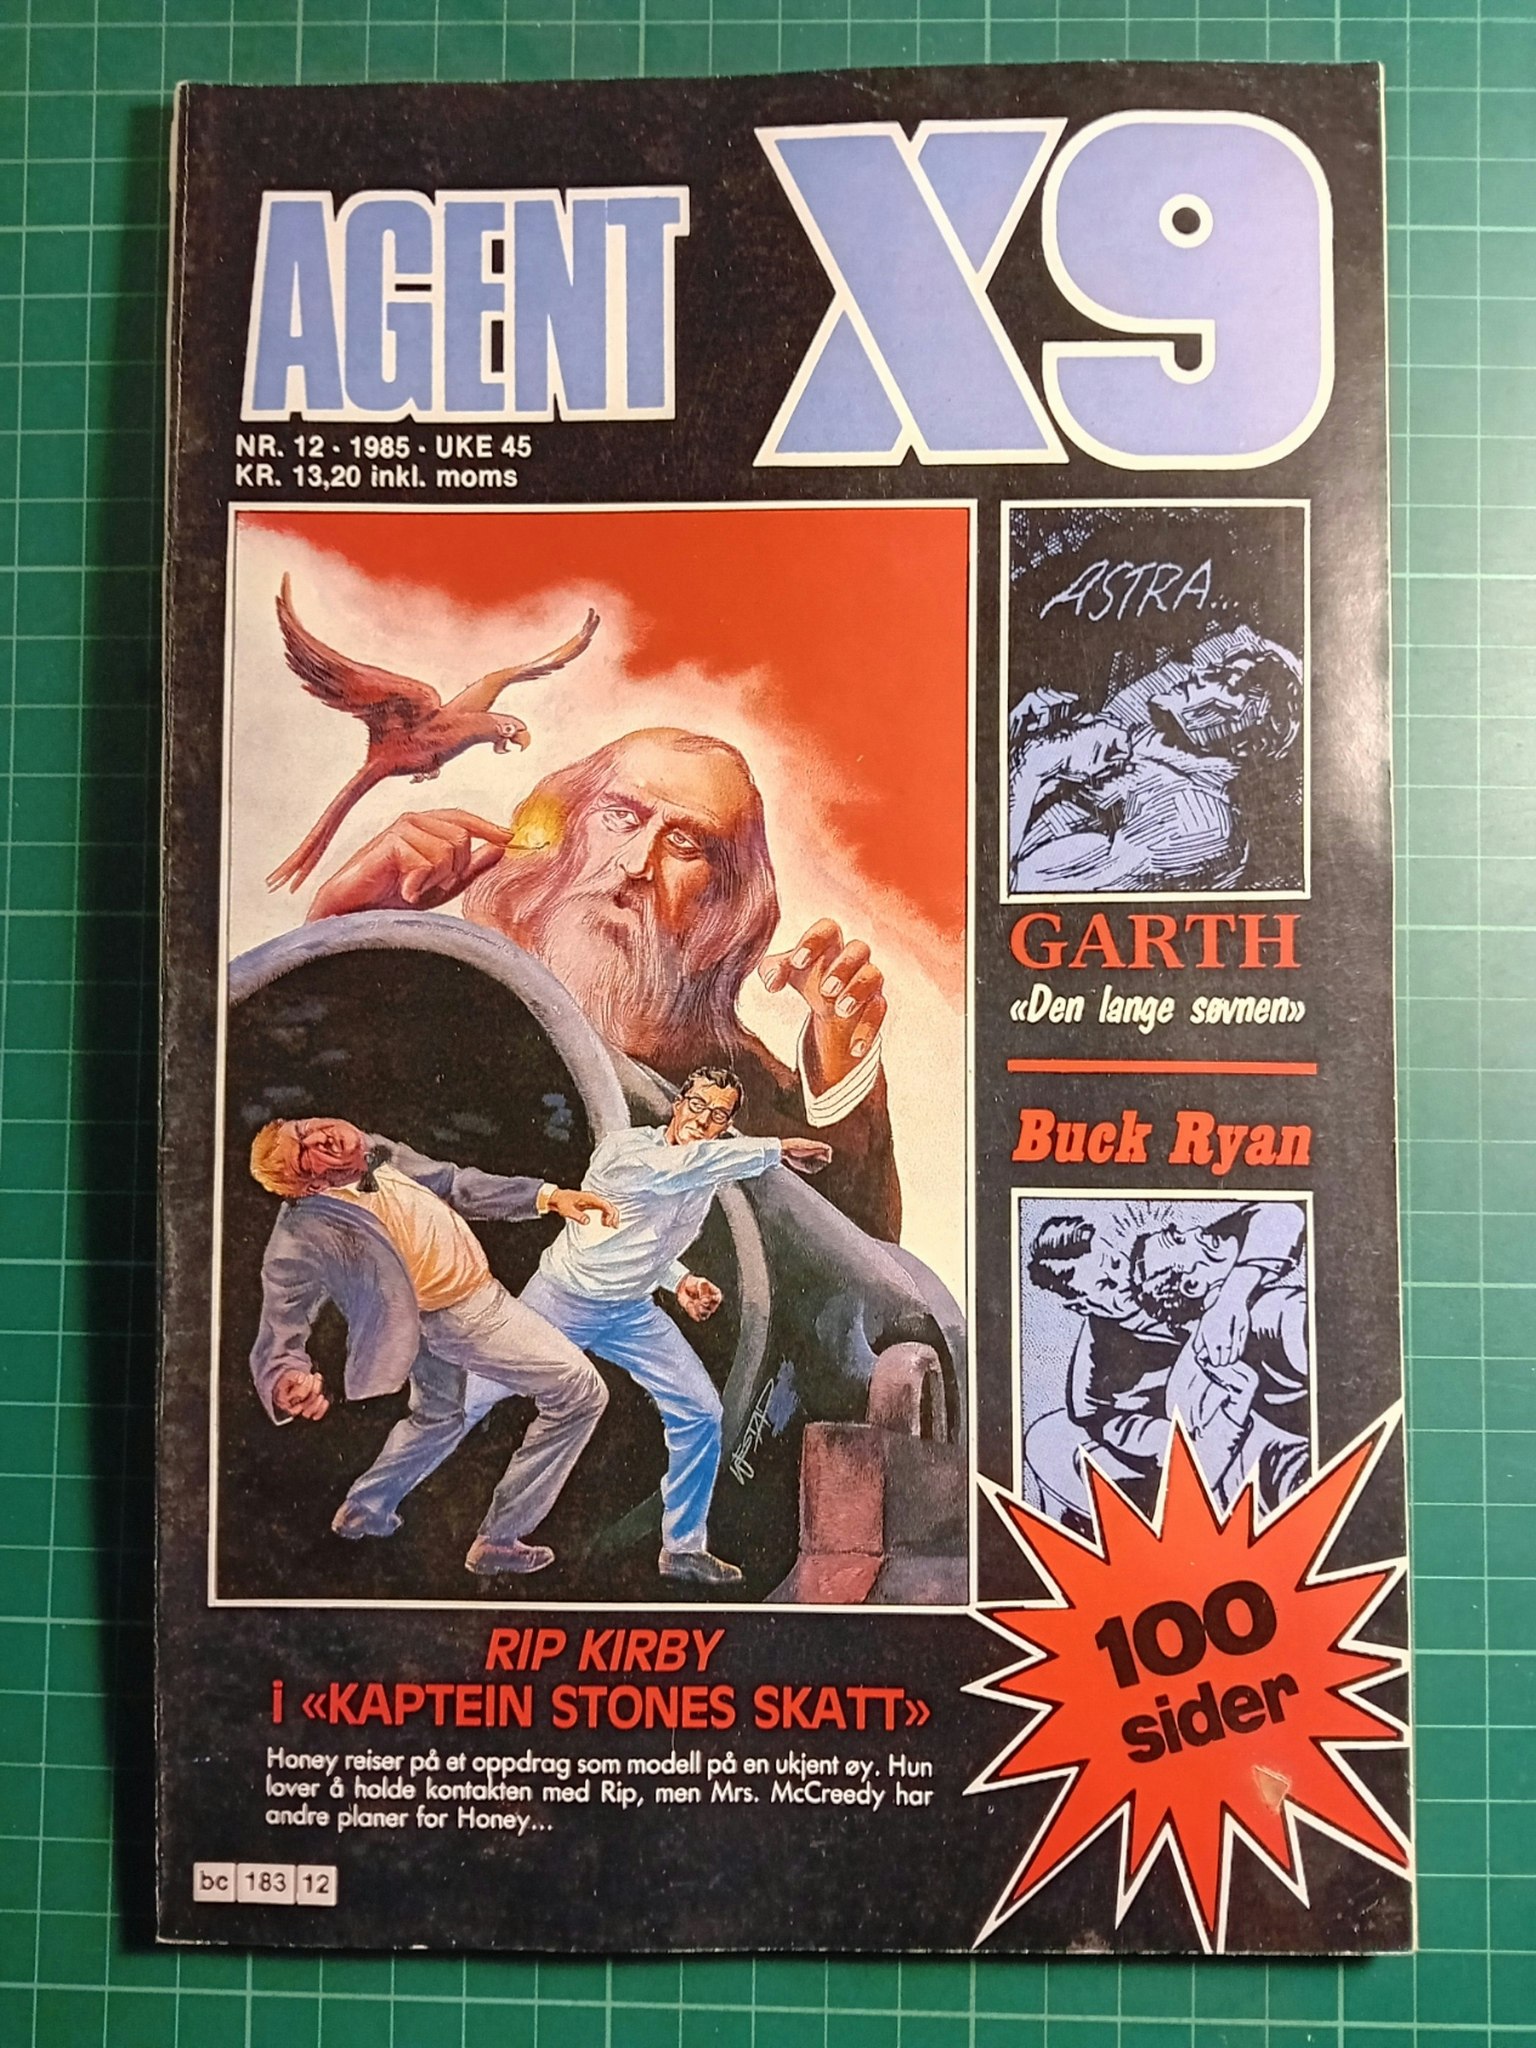 AGENT X9
NR. 12 · 1985 · UKE 45
KR. 13,20 inkl. moms
ASTRA...
GARTH
«Den lange søvnen»
Buck Ryan
100
sider
RIP KIRBY
i «KAPTEIN STONES SKATT»
Honey reiser på et oppdrag som modell på en ukjent øy. Hun
lover å holde kontakten med Rip, men Mrs. McCreedy har
andre planer for Honey...
bc 183 12